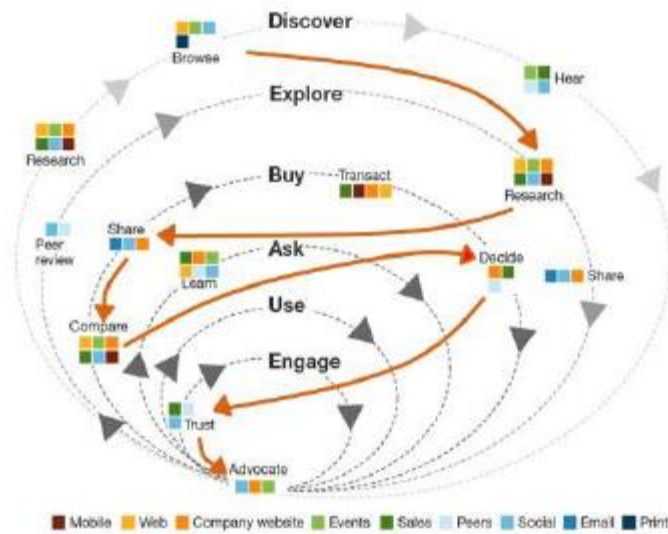 Discover
Browse
Hear
Explore
Research
Research
Buy
Transact
Share
Peer
review
Ask
Learn
Decide
Share
Use
Compare
Engage
Trust
Advocate
Mobile Web Company website Events Sales Peers Social Email Print